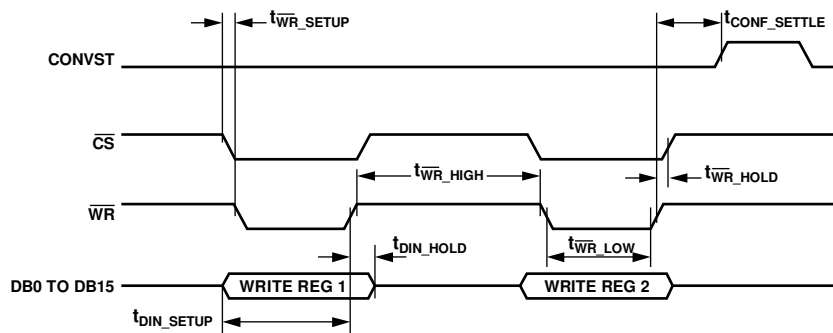 tWR_SETUP
tCONF_SETTLE
CONVST
CS
tWR_HIGH
tWR_HOLD
WR
tDIN_HOLD
tWR_LOW
DB0 TO DB15
WRITE REG 1
WRITE REG 2
tDIN_SETUP